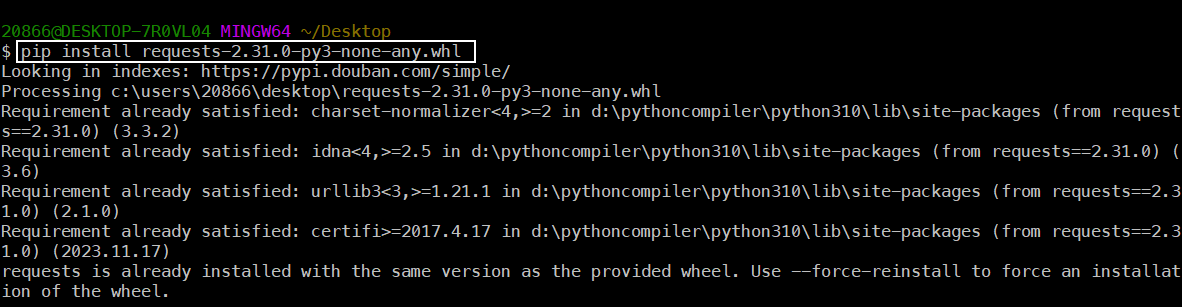 20866@DESKTOP-7R0VL04 MINGW64 ~/Desktop
$ pip install requests-2.31.0-py3-none-any.whl
Looking in indexes: https://pypi.douban.com/simple/
Processing c:\users\20866\desktop\requests-2.31.0-py3-none-any.whl
Requirement already satisfied: charset-normalizer<4,>=2 in d:\pythoncompiler\python310\lib\site-packages (from request
s==2.31.0) (3.3.2)
Requirement already satisfied: idna<4,>=2.5 in d:\pythoncompiler\python310\lib\site-packages (from requests==2.31.0) (
3.6)
Requirement already satisfied: urllib3<3,>=1.21.1 in d:\pythoncompiler\python310\lib\site-packages (from requests==2.3
1.0) (2.1.0)
Requirement already satisfied: certifi>=2017.4.17 in d:\pythoncompiler\python310\lib\site-packages (from requests==2.3
1.0) (2023.11.17)
requests is already installed with the same version as the provided wheel. Use --force-reinstall to force an installat
ion of the wheel.